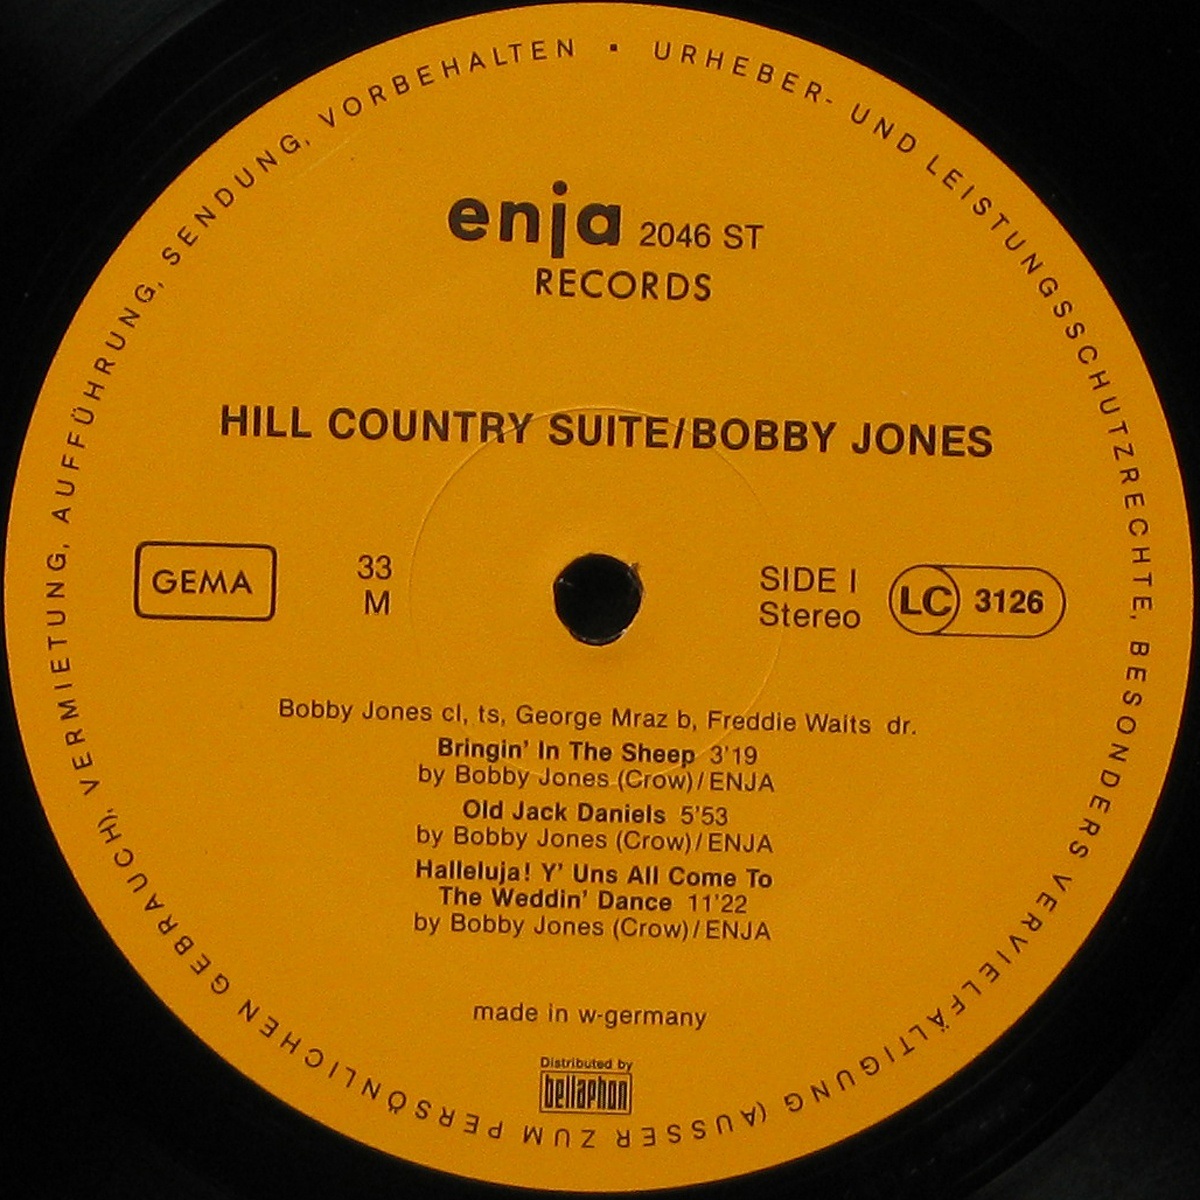 URHEBER- UND LEISTUNGSSCHUTZRECHTE, BESONDERS VERVIELFÄLTIGUNG (AUSSER ZUM PERSÖNLICHEN GEBRAUCH), VERMIETUNG, AUFFÜHRUNG, SENDUNG, VORBEHALTEN •
enja 2046 ST
RECORDS
HILL COUNTRY SUITE/BOBBY JONES
GEMA
33
M
SIDE I
Stereo
LC 3126
Bobby Jones cl, ts, George Mraz b, Freddie Waits dr.
Bringin' In The Sheep 3'19
by Bobby Jones (Crow)/ENJA
Old Jack Daniels 5'53
by Bobby Jones (Crow)/ENJA
Halleluja! Y' Uns All Come To
The Weddin' Dance 11'22
by Bobby Jones (Crow)/ENJA
made in w-germany
Distributed by
bellaphon